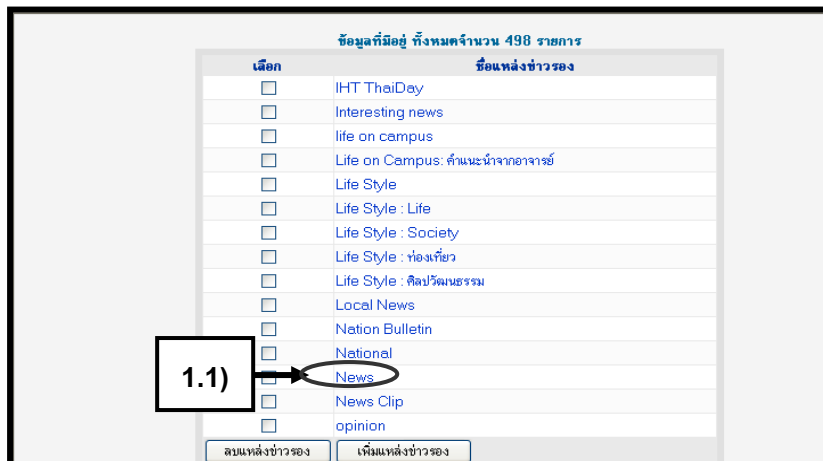 ข้อมูลที่มีอยู่ ทั้งหมดจำนวน 498 รายการ
เลือก ชื่อแหล่งข่าวรอง
IHT ThaiDay
Interesting news
life on campus
Life on Campus: คำแนะนำจากอาจารย์
Life Style
Life Style : Life
Life Style : Society
Life Style : ท่องเที่ยว
Life Style : ศิลปวัฒนธรรม
Local News
Nation Bulletin
National
1.1) News
News Clip
opinion
ลบแหล่งข่าวรอง เพิ่มแหล่งข่าวรอง